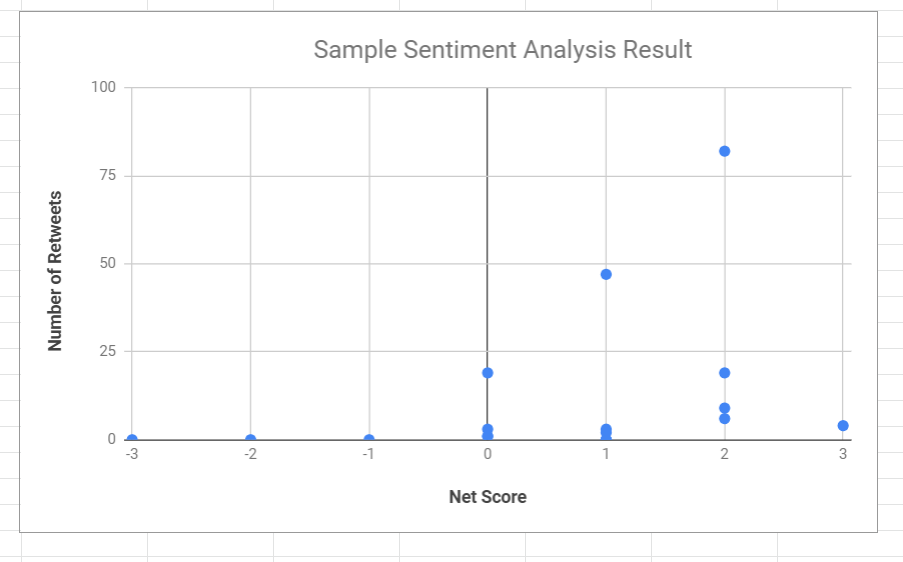 Sample Sentiment Analysis Result
100
75
50
25
0
Number of Retweets
-3 -2 -1 0 1 2 3
Net Score